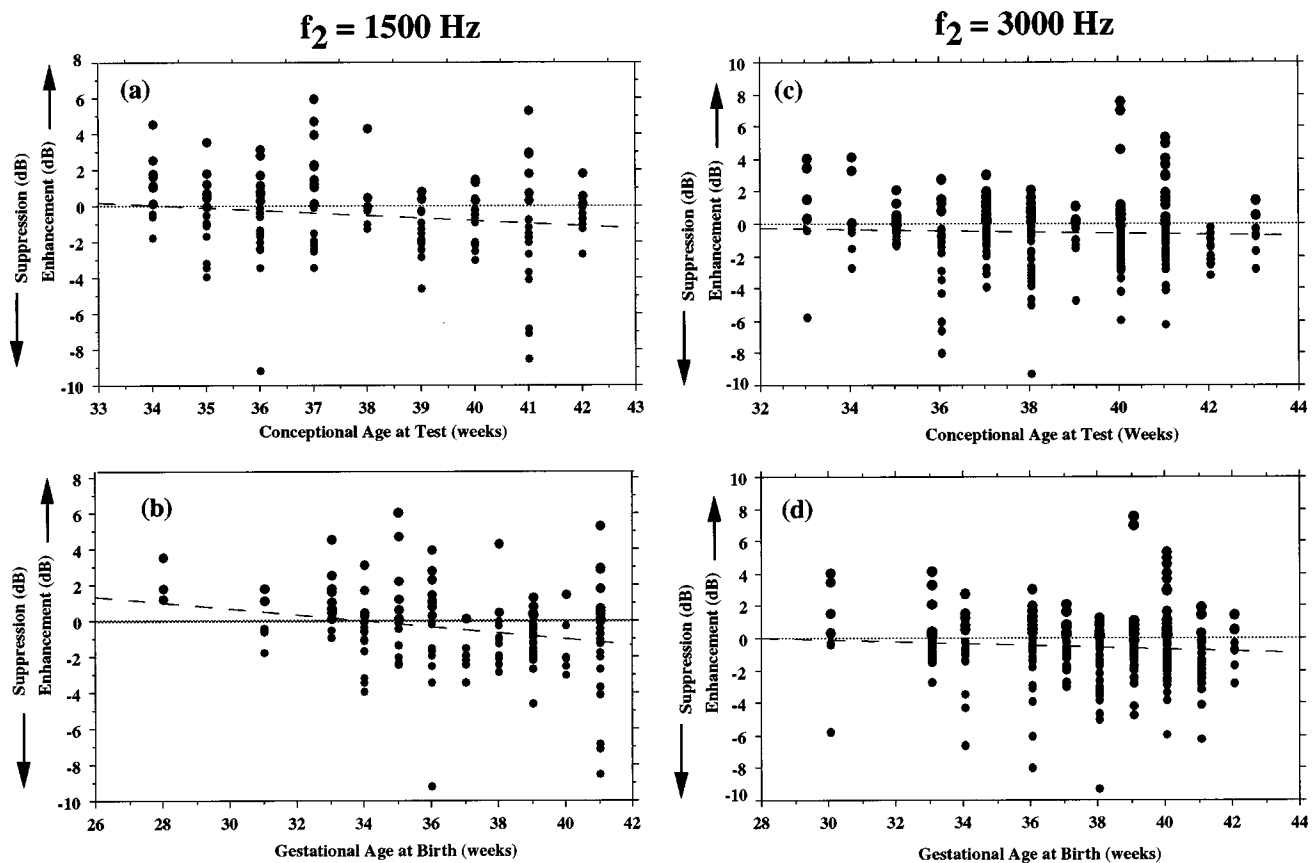 f2 = 1500 Hz
f2 = 3000 Hz
(a)
8
6
4
2
0
-2
-4
-6
-8
-10
Suppression (dB)
Enhancement (dB)
33 34 35 36 37 38 39 40 41 42 43
Conceptional Age at Test (weeks)
(c)
10
8
6
4
2
0
-2
-4
-6
-8
-10
Suppression (dB)
Enhancement (dB)
32 34 36 38 40 42 44
Conceptional Age at Test (Weeks)
(b)
8
6
4
2
0
-2
-4
-6
-8
-10
Suppression (dB)
Enhancement (dB)
26 28 30 32 34 36 38 40 42
Gestational Age at Birth (weeks)
(d)
10
8
6
4
2
0
-2
-4
-6
-8
-10
Suppression (dB)
Enhancement (dB)
28 30 32 34 36 38 40 42 44
Gestational Age at Birth (weeks)